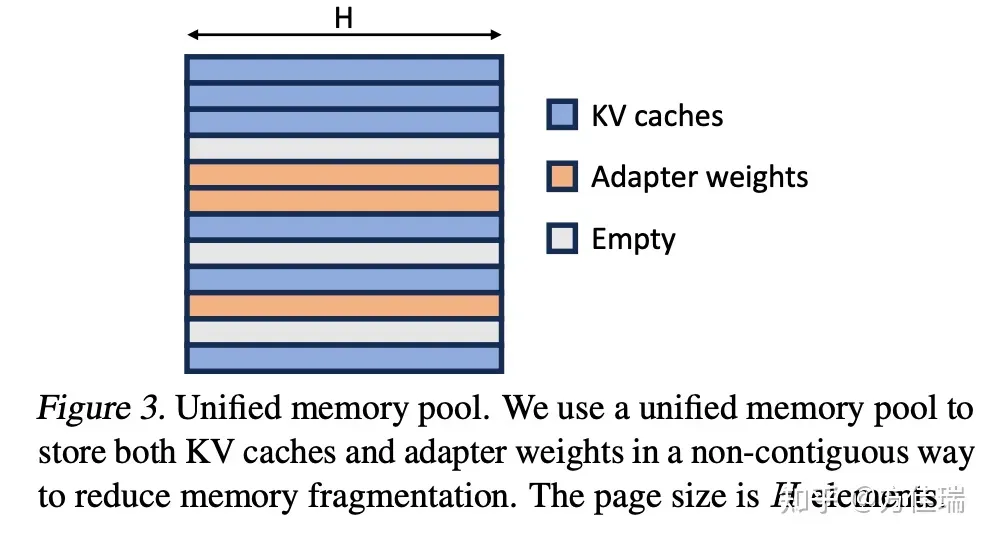 H
KV caches
Adapter weights
Empty
Figure 3. Unified memory pool. We use a unified memory pool to
store both KV caches and adapter weights in a non-contiguous way
to reduce memory fragmentation. The page size is H elements.
知乎 @方佳瑞